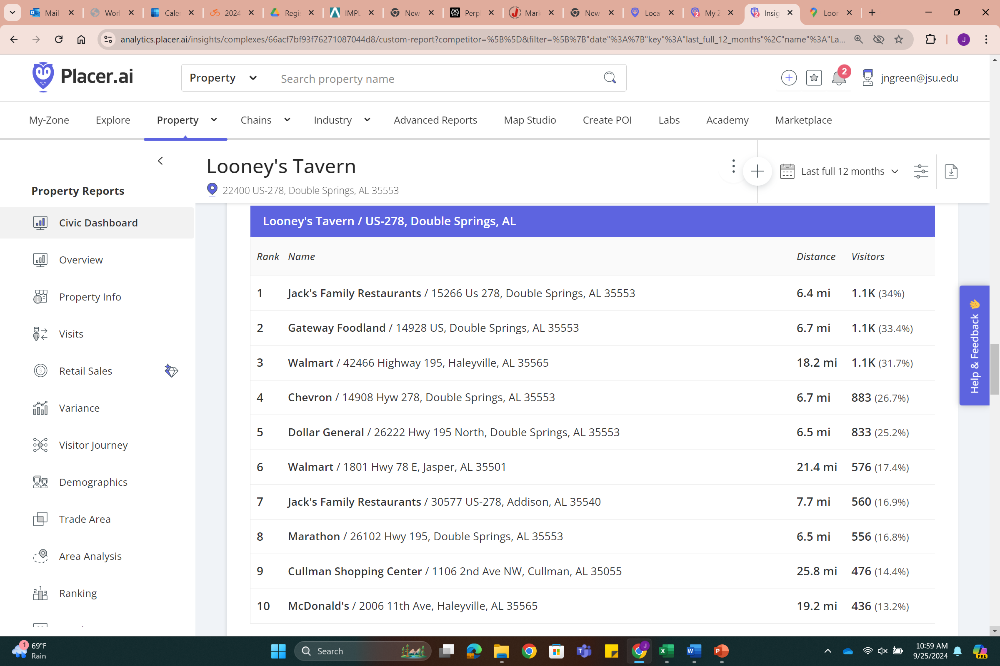 Mail
Worl
Caler
2024
Regis
IMPL
New
Perp
Mark
New
Loca
My Z
Insig
Loon
analytics.placer.ai/insights/complexes/66acf7bf93f76271087044d8/custom-report?competitor=%5B%5D&filter=%5B%7B"date"%3A%7B"key"%3A"last_full_12_months"%2C"name"%3A"La...
J
Placer.ai
Property
Search property name
2
jngreen@jsu.edu
My-Zone
Explore
Property
Chains
Industry
Advanced Reports
Map Studio
Create POI
Labs
Academy
Marketplace
Looney's Tavern
22400 US-278, Double Springs, AL 35553
Last full 12 months
Property Reports
Civic Dashboard
Overview
Property Info
Visits
Retail Sales
Variance
Visitor Journey
Demographics
Trade Area
Area Analysis
Ranking
Looney's Tavern / US-278, Double Springs, AL
Rank Name Distance Visitors
1 Jack's Family Restaurants / 15266 Us 278, Double Springs, AL 35553 6.4 mi 1.1K (34%)
2 Gateway Foodland / 14928 US, Double Springs, AL 35553 6.7 mi 1.1K (33.4%)
3 Walmart / 42466 Highway 195, Haleyville, AL 35565 18.2 mi 1.1K (31.7%)
4 Chevron / 14908 Hyw 278, Double Springs, AL 35553 6.7 mi 883 (26.7%)
5 Dollar General / 26222 Hwy 195 North, Double Springs, AL 35553 6.5 mi 833 (25.2%)
6 Walmart / 1801 Hwy 78 E, Jasper, AL 35501 21.4 mi 576 (17.4%)
7 Jack's Family Restaurants / 30577 US-278, Addison, AL 35540 7.7 mi 560 (16.9%)
8 Marathon / 26102 Hwy 195, Double Springs, AL 35553 6.5 mi 556 (16.8%)
9 Cullman Shopping Center / 1106 2nd Ave NW, Cullman, AL 35055 25.8 mi 476 (14.4%)
10 McDonald's / 2006 11th Ave, Haleyville, AL 35565 19.2 mi 436 (13.2%)
Help & Feedback
1
69°F
Rain
Search
J
10:59 AM
9/25/2024
PRE